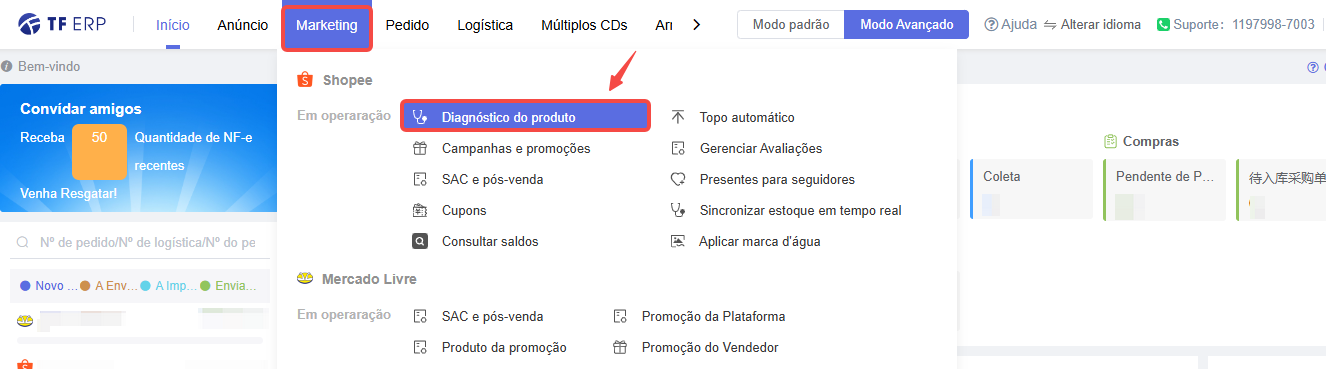 TF ERP
Início Anúncio Marketing Pedido Logística Múltiplos CDs
Modo padrão Modo Avançado
Ajuda Alterar idioma Suporte: 1197998-7003
Bem-vindo
Convidar amigos
Receba 50 Quantidade de NF-e
recentes
Venha Resgatar!
Nº de pedido/Nº de logística/Nº do pe
Novo ... A Env... A Imp... Envia...
Shopee
Em operaração
Diagnóstico do produto Topo automático
Campanhas e promoções Gerenciar Avaliações
SAC e pós-venda Presentes para seguidores
Cupons Sincronizar estoque em tempo real
Consultar saldos Aplicar marca d'água
Mercado Livre
Em operaração
SAC e pós-venda Promoção da Plataforma
Produto da promoção Promoção do Vendedor
Compras
Coleta Pendente de P... 待入库采购单